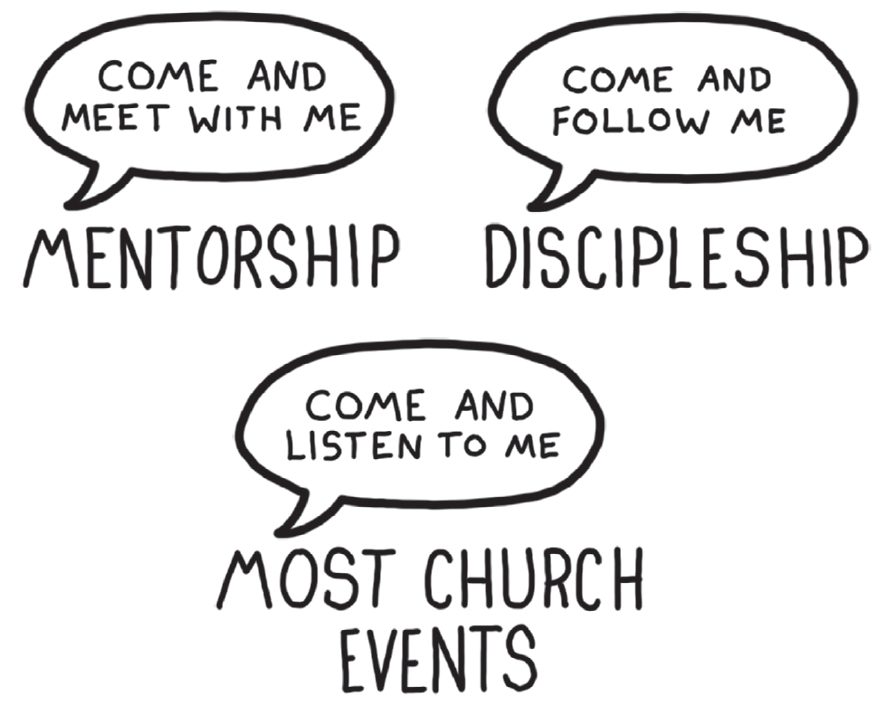 COME AND
MEET WITH ME
MENTORSHIP
COME AND
FOLLOW ME
DISCIPLESHIP
COME AND
LISTEN TO ME
MOST CHURCH
EVENTS